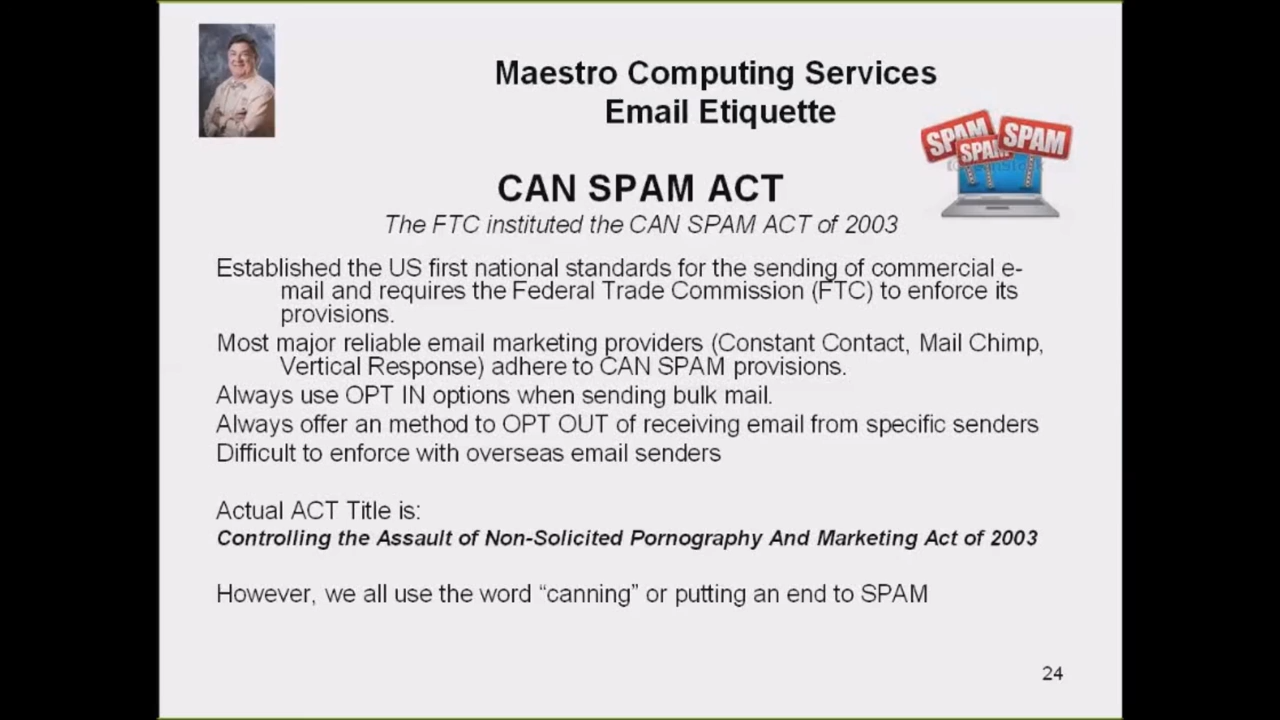 Maestro Computing Services
Email Etiquette
SPAM
SPAM
SPAM
CAN SPAM ACT
The FTC instituted the CAN SPAM ACT of 2003
Established the US first national standards for the sending of commercial e-
mail and requires the Federal Trade Commission (FTC) to enforce its
provisions.
Most major reliable email marketing providers (Constant Contact, Mail Chimp,
Vertical Response) adhere to CAN SPAM provisions.
Always use OPT IN options when sending bulk mail.
Always offer an method to OPT OUT of receiving email from specific senders
Difficult to enforce with overseas email senders
Actual ACT Title is:
Controlling the Assault of Non-Solicited Pornography And Marketing Act of 2003
However, we all use the word “canning” or putting an end to SPAM
24